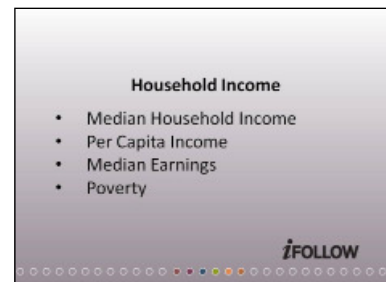 Household Income
• Median Household Income
• Per Capita Income
• Median Earnings
• Poverty
iFOLLOW